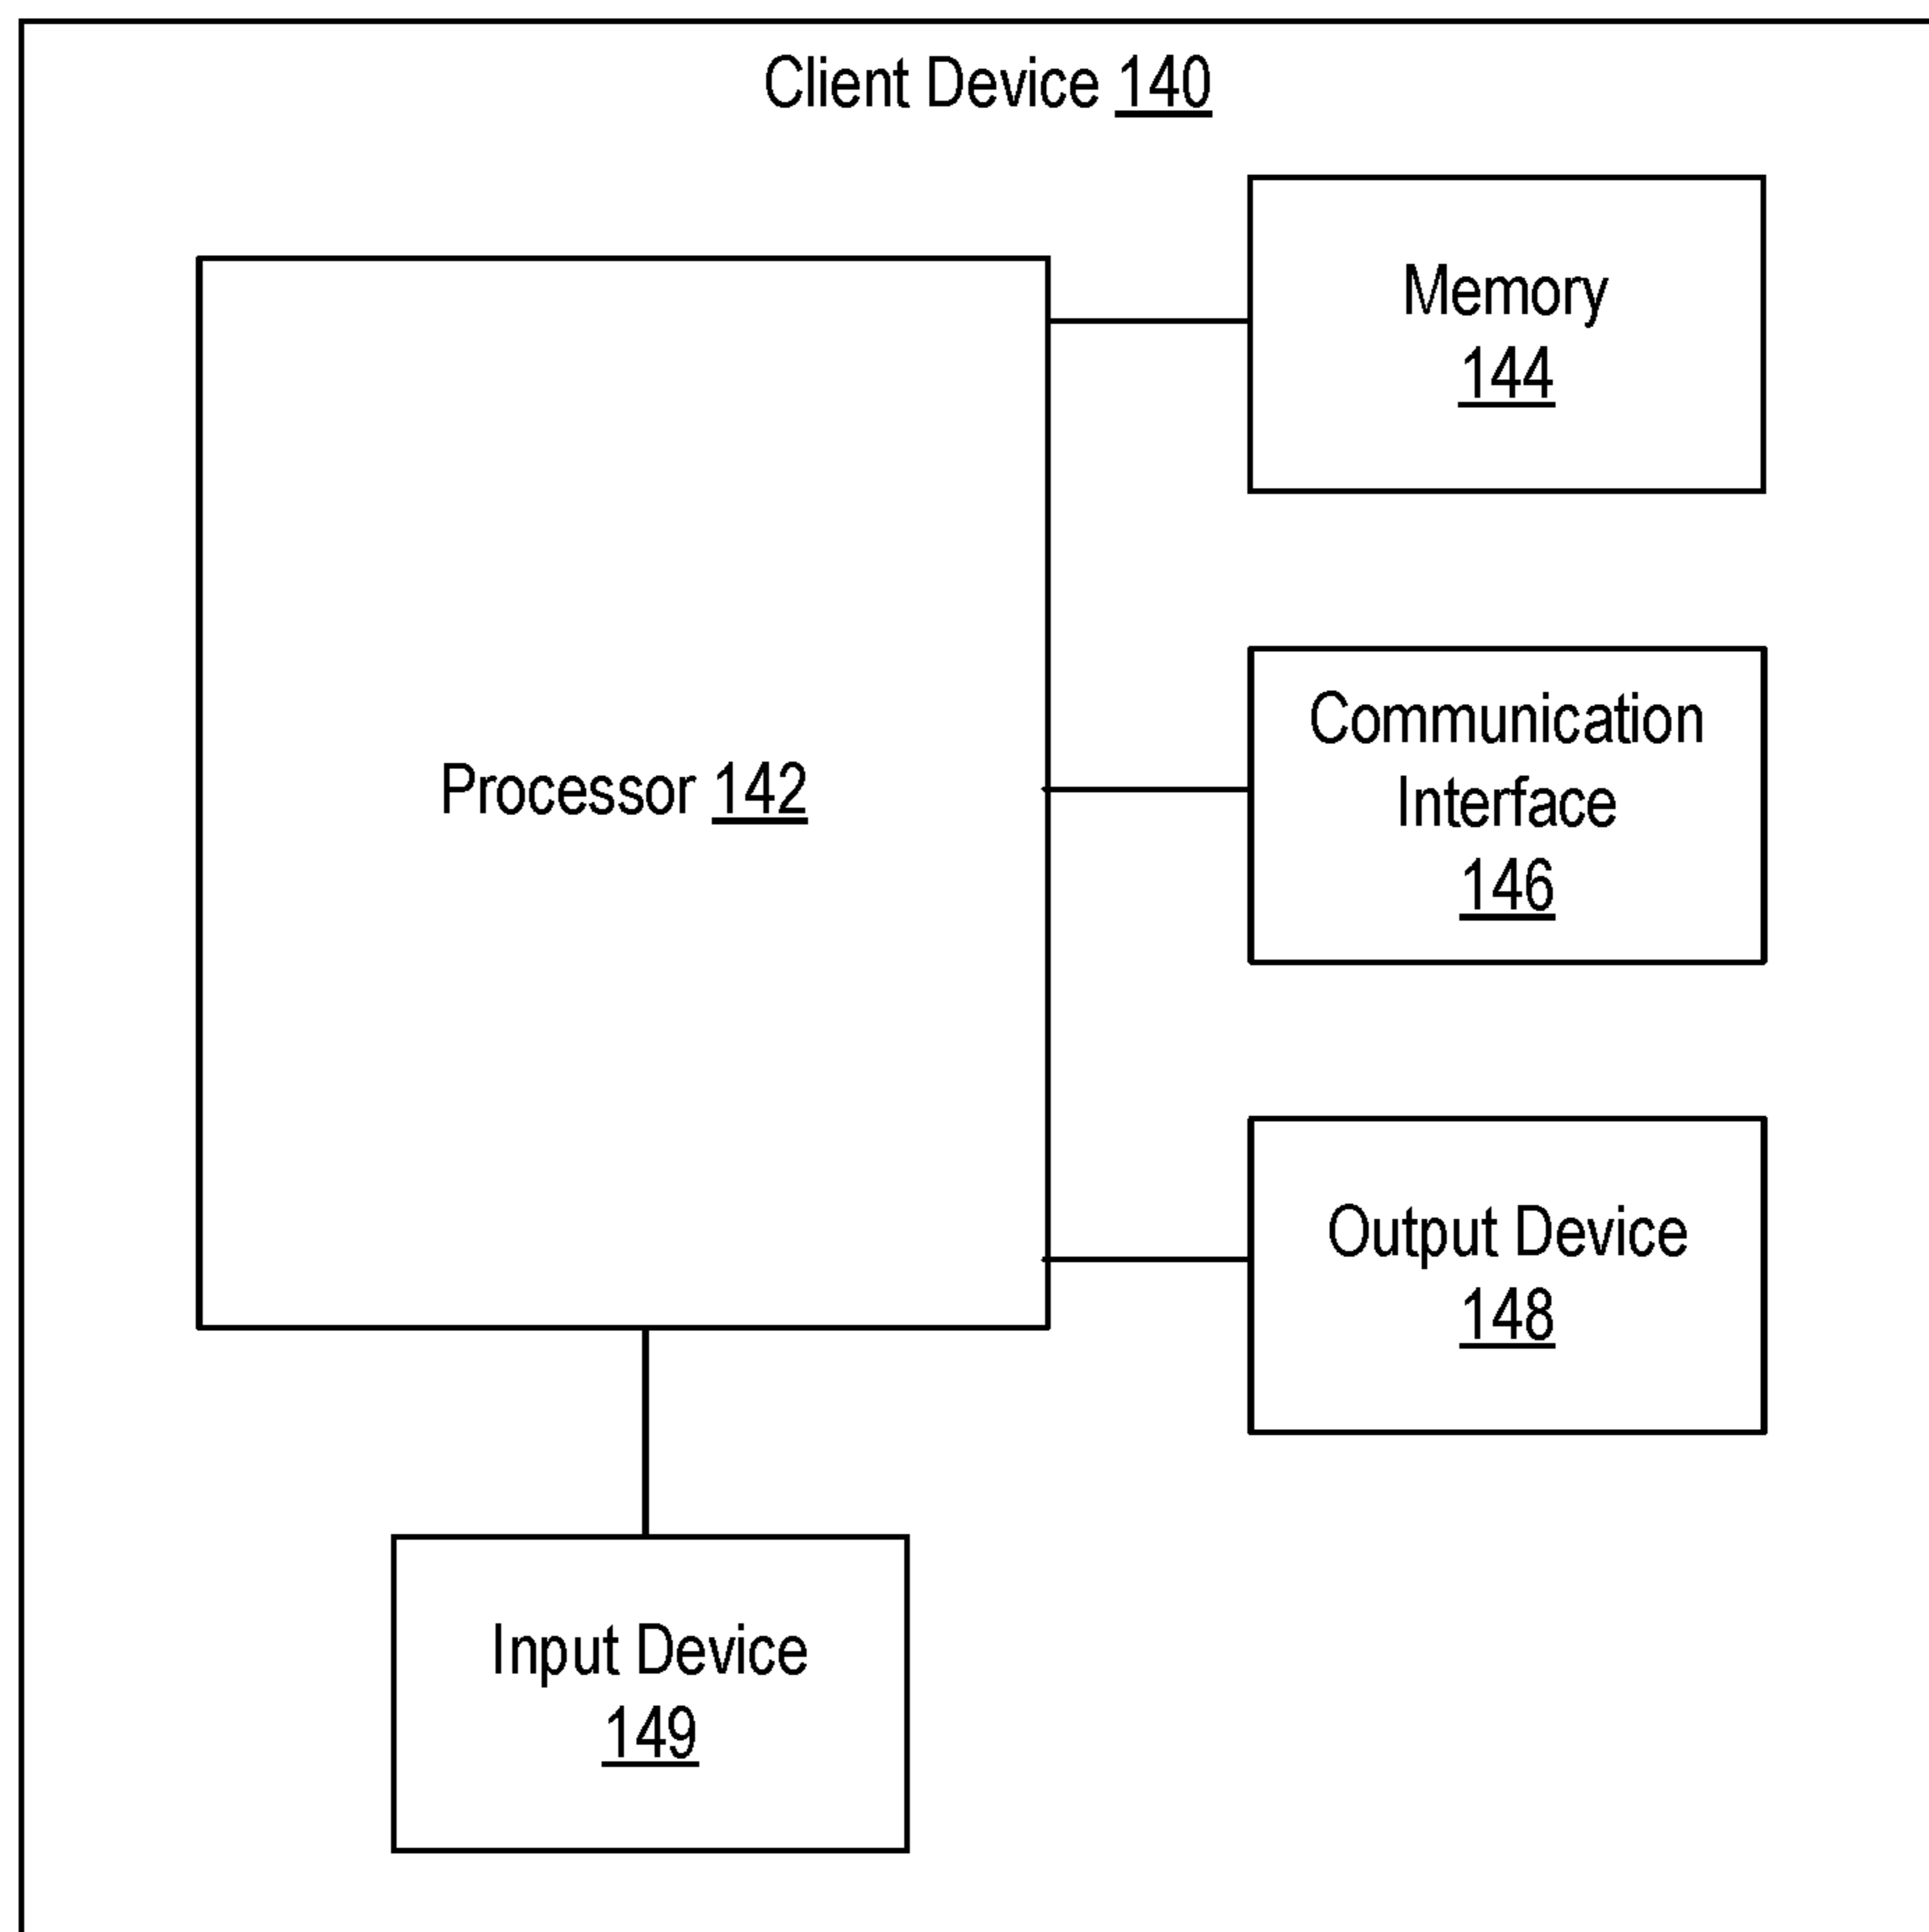 Client Device 140
Memory
144
Processor 142
Communication
Interface
146
Output Device
148
Input Device
149